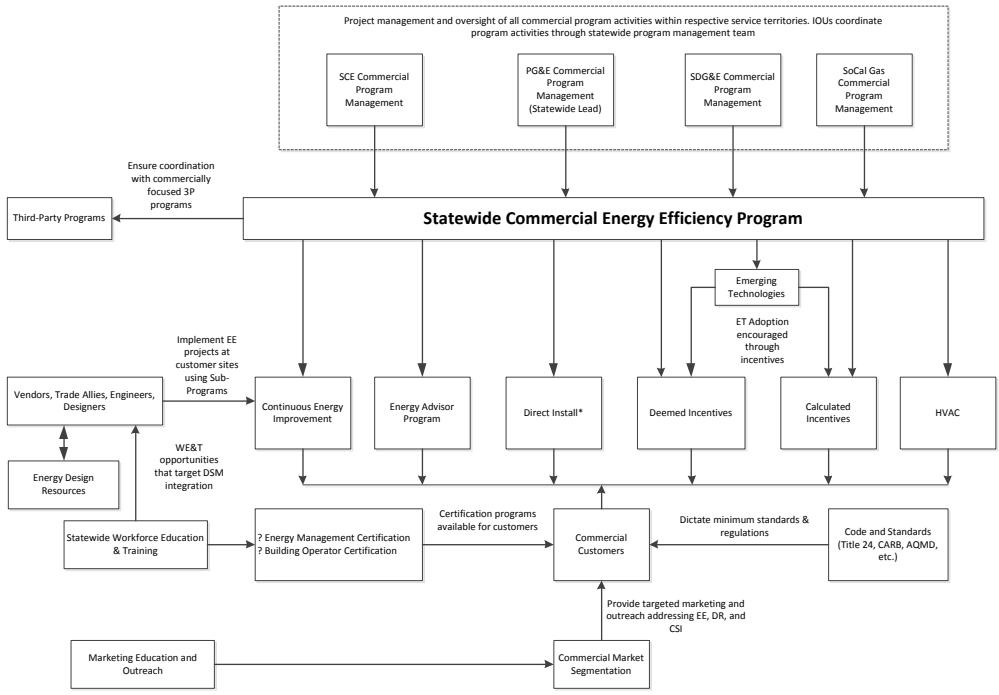 Project management and oversight of all commercial program activities within respective service territories. IOUs coordinate
program activities through statewide program management team
SCE Commercial
Program
Management
PG&E Commercial
Program
Management
(Statewide Lead)
SDG&E Commercial
Program
Management
SoCal Gas
Commercial
Program
Management
Ensure coordination
with commercially
focused 3P
programs
Third-Party Programs
Statewide Commercial Energy Efficiency Program
Emerging
Technologies
ET Adoption
encouraged
through
incentives
Implement EE
projects at
customer sites
using Sub-
Programs
Vendors, Trade Allies, Engineers,
Designers
Continuous Energy
Improvement
Energy Advisor
Program
Direct Install*
Deemed Incentives
Calculated
Incentives
HVAC
WE&T
opportunities
that target DSM
integration
Energy Design
Resources
Statewide Workforce Education
& Training
? Energy Management Certification
? Building Operator Certification
Certification programs
available for customers
Commercial
Customers
Dictate minimum standards &
regulations
Code and Standards
(Title 24, CARB, AQMD,
etc.)
Provide targeted marketing and
outreach addressing EE, DR, and
CSI
Marketing Education and
Outreach
Commercial Market
Segmentation